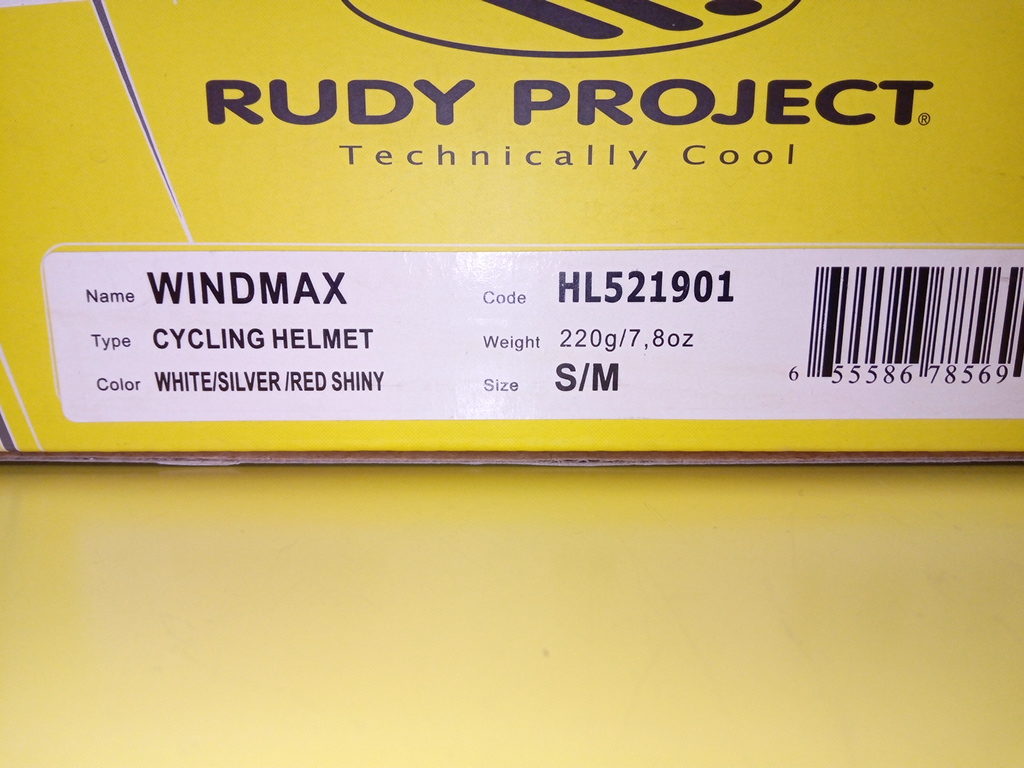 RUDY PROJECT®
Technically Cool
Name WINDMAX
Type CYCLING HELMET
Color WHITE/SILVER /RED SHINY
Code HL521901
Weight 220g/7,8oz
Size S/M
6 55586 78569